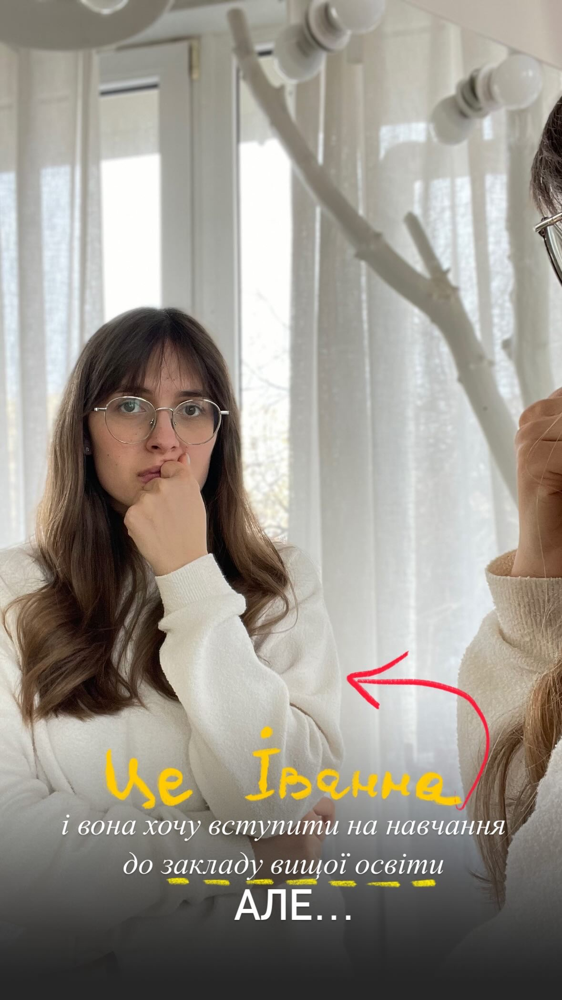 Це Іванна
і вона хочу вступити на навчання
до закладу вищої освіти
АЛЕ...